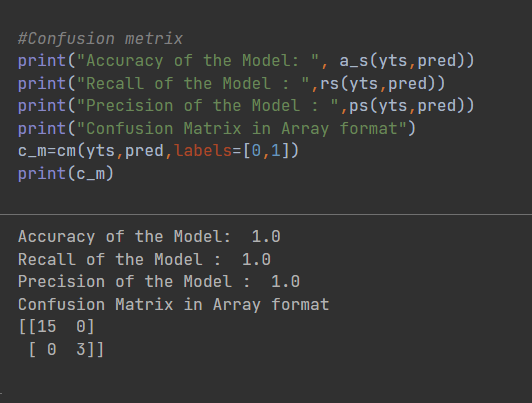 #Confusion metrix
print("Accuracy of the Model: ", a_s(yts,pred))
print("Recall of the Model : ",rs(yts,pred))
print("Precision of the Model : ",ps(yts,pred))
print("Confusion Matrix in Array format")
c_m=cm(yts,pred,labels=[0,1])
print(c_m)
Accuracy of the Model:  1.0
Recall of the Model :  1.0
Precision of the Model :  1.0
Confusion Matrix in Array format
[[15  0]
 [ 0  3]]